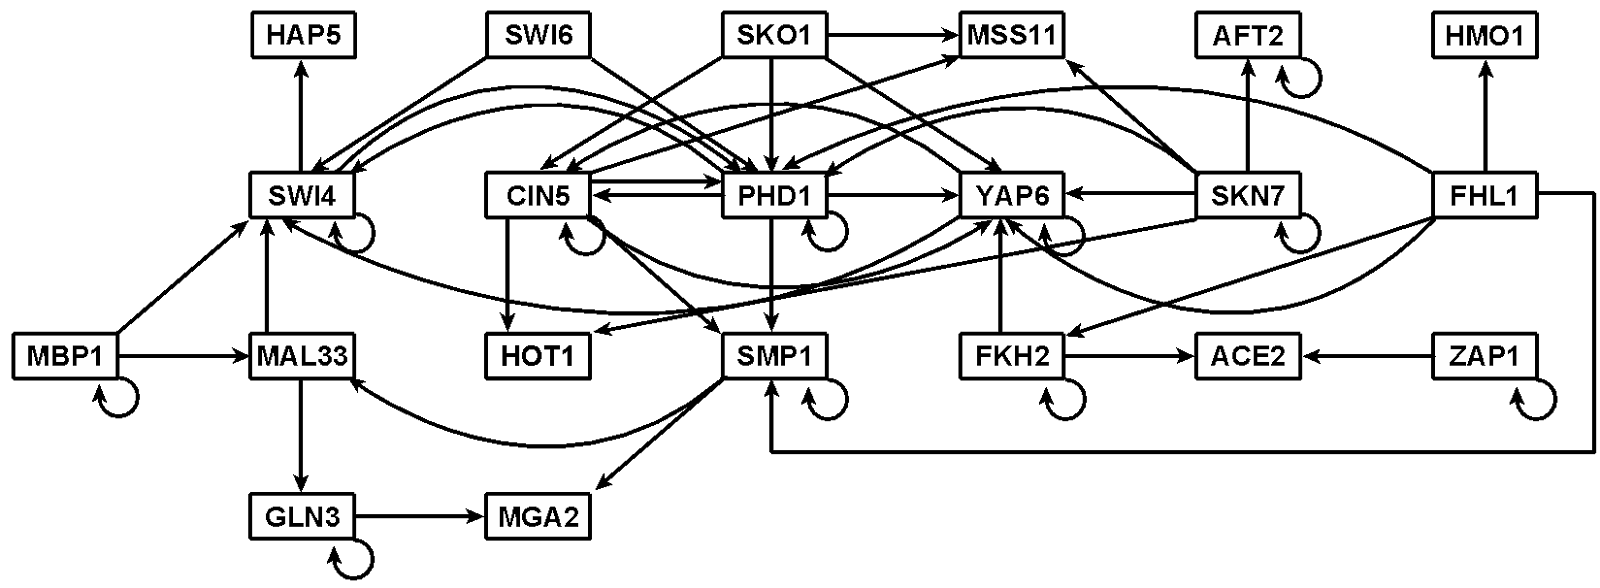 HAP5 SWI6 SKO1 MSS11 AFT2 HMO1
SWI4 CIN5 PHD1 YAP6 SKN7 FHL1
MBP1 MAL33 HOT1 SMP1 FKH2 ACE2 ZAP1
GLN3 MGA2